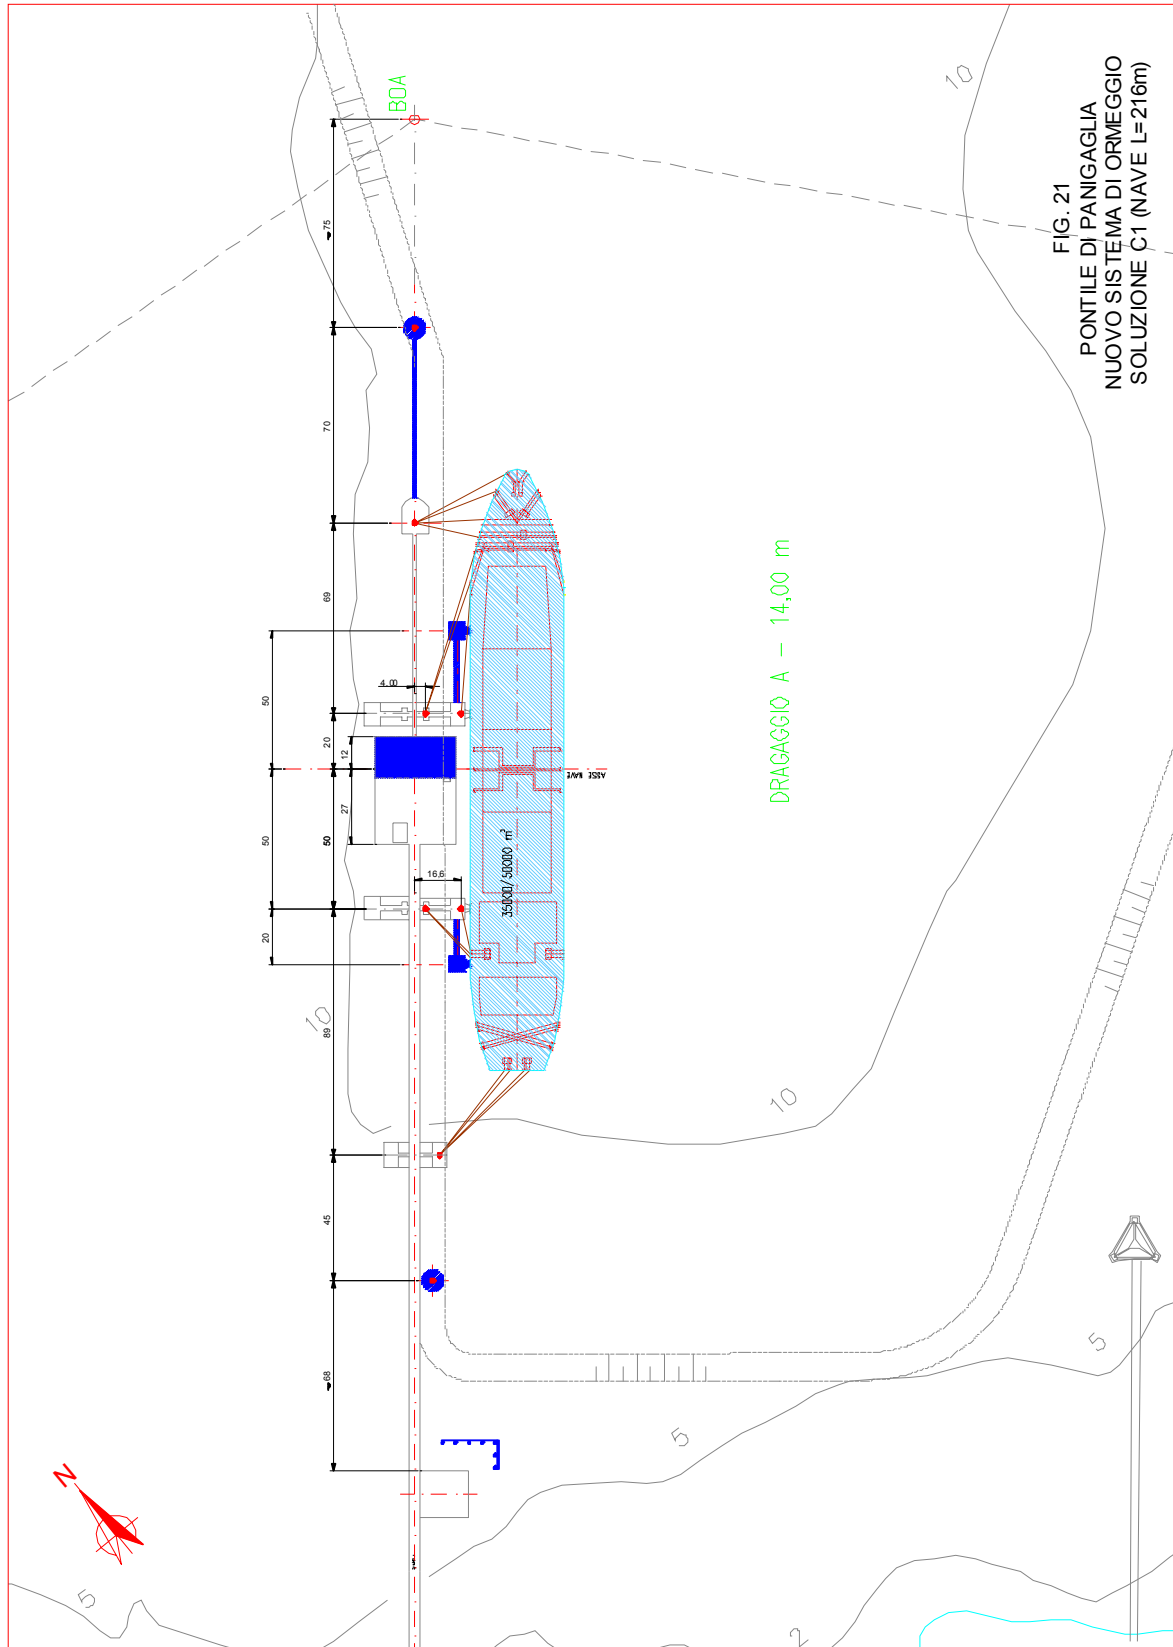 FIG. 21
PONTILE DI PANIGAGLIA
NUOVO SISTEMA DI ORMEGGIO
SOLUZIONE C1 (NAVE L=216m)
BOA
10
75
70
69
50
4.00
20
12
ASSE NAVE
27
50
50
35000/50000 m³
16,6
20
DRAGAGGIO A - 14,00 m
10
89
10
45
68
5
5
N
5
2